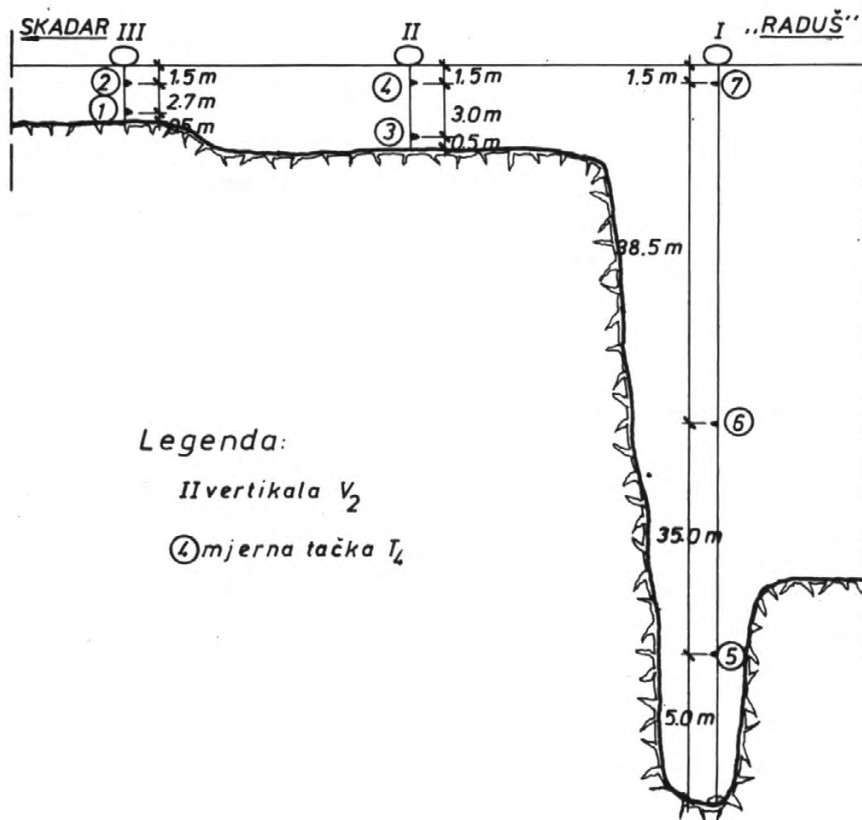 SKADAR III II I „RADUŠ"
② 1.5 m ④ 1.5 m 1.5 m ⑦
① 2.7 m 3.0 m
③ 0.5 m
38.5 m
⑥
Legenda:
II vertikala V₂
④ mjerna tačka T₄
35.0 m
⑤
5.0 m